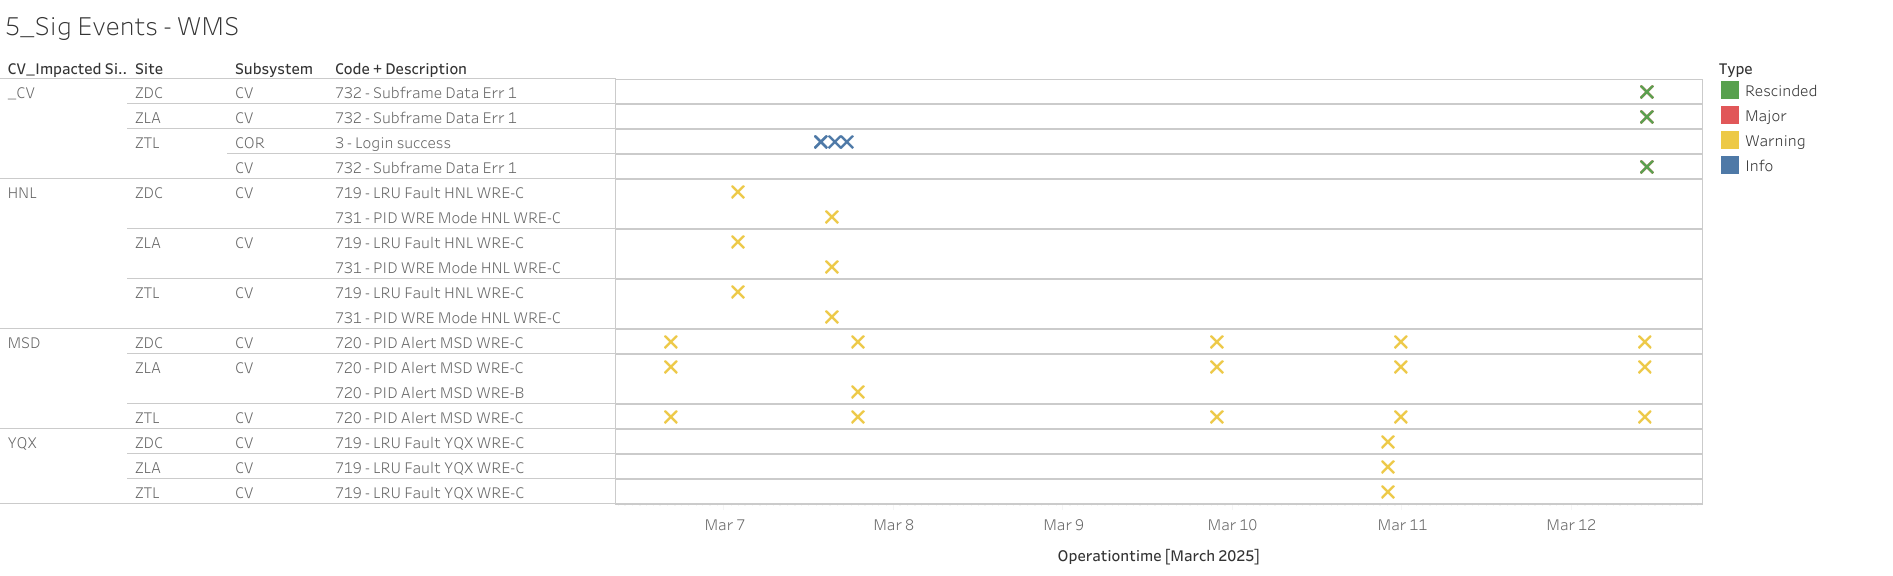 5_Sig Events - WMS
CV_Impacted Si.. Site Subsystem Code + Description
_CV ZDC CV 732 - Subframe Data Err 1
ZLA CV 732 - Subframe Data Err 1
ZTL COR 3 - Login success
CV 732 - Subframe Data Err 1
HNL ZDC CV 719 - LRU Fault HNL WRE-C
731 - PID WRE Mode HNL WRE-C
ZLA CV 719 - LRU Fault HNL WRE-C
731 - PID WRE Mode HNL WRE-C
ZTL CV 719 - LRU Fault HNL WRE-C
731 - PID WRE Mode HNL WRE-C
MSD ZDC CV 720 - PID Alert MSD WRE-C
ZLA CV 720 - PID Alert MSD WRE-C
720 - PID Alert MSD WRE-B
ZTL CV 720 - PID Alert MSD WRE-C
YQX ZDC CV 719 - LRU Fault YQX WRE-C
ZLA CV 719 - LRU Fault YQX WRE-C
ZTL CV 719 - LRU Fault YQX WRE-C
Mar 7 Mar 8 Mar 9 Mar 10 Mar 11 Mar 12
Operationtime [March 2025]
Type
Rescinded
Major
Warning
Info